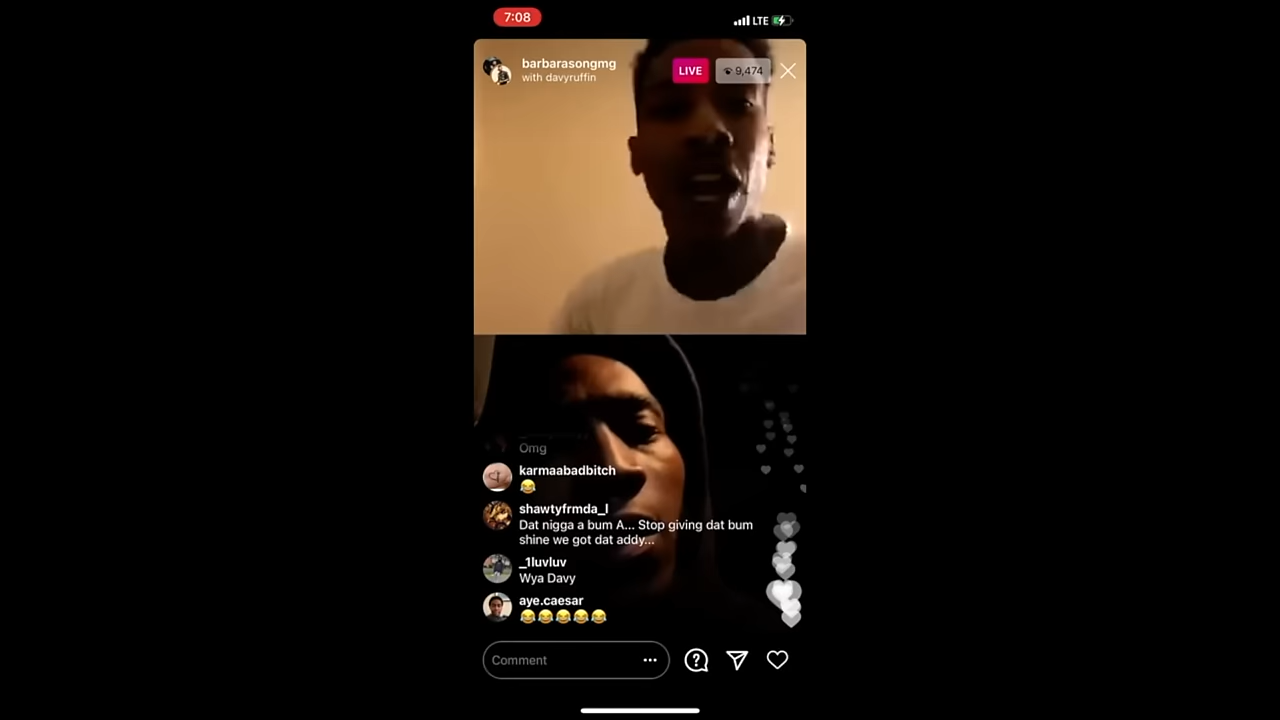 7:08
LTE
barbarasongmg
with davyruffin
LIVE
9,474
Omg
karmaabadbitch
😂
shawtyfrmda_l
Dat nigga a bum A... Stop giving dat bum
shine we got dat addy...
_1luvluv
Wya Davy
aye.caesar
😂😂😂😂😂
Comment